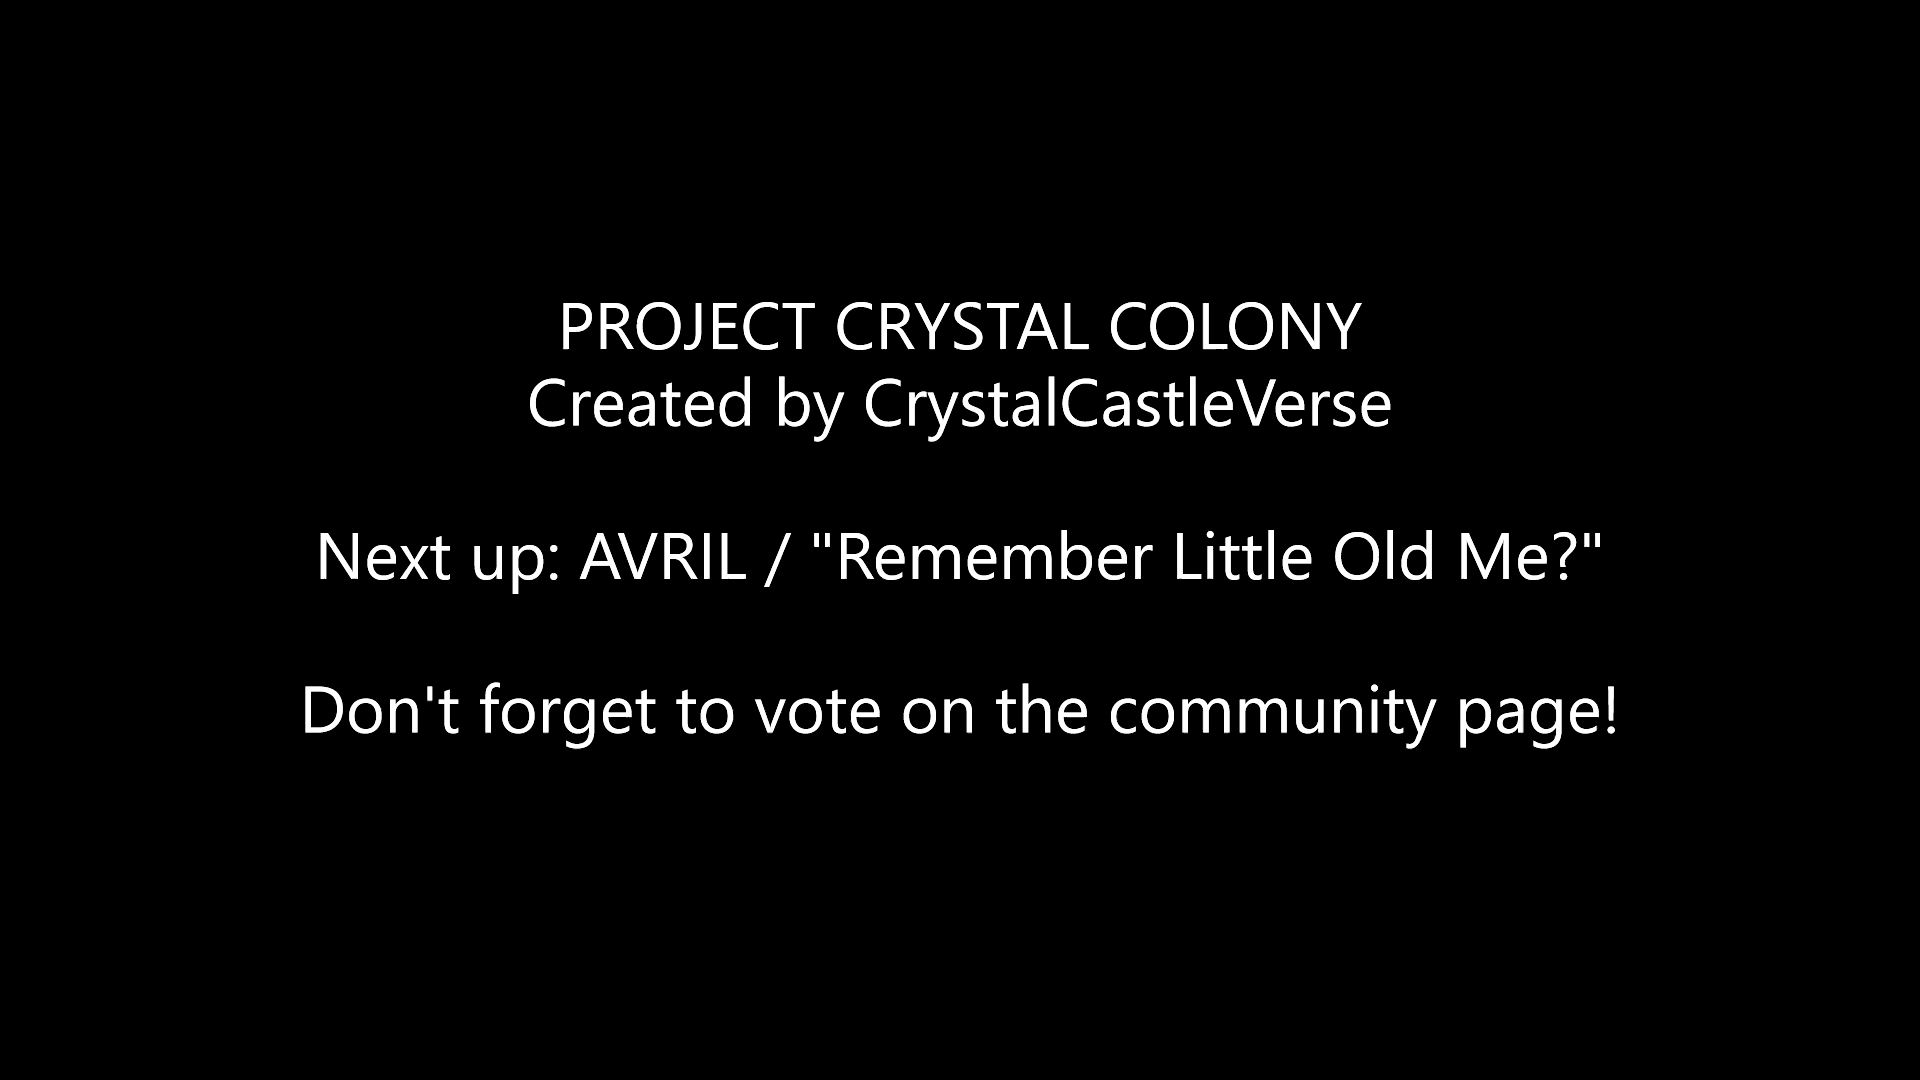 PROJECT CRYSTAL COLONY
Created by CrystalCastleVerse
Next up: AVRIL / "Remember Little Old Me?"
Don't forget to vote on the community page!